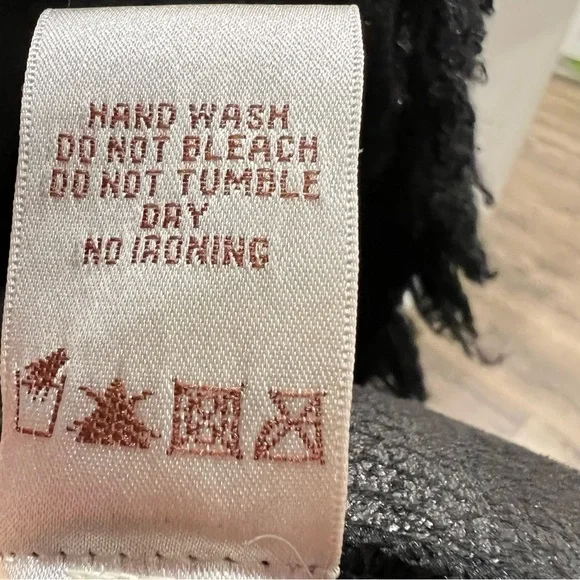 HAND WASH
DO NOT BLEACH
DO NOT TUMBLE
DRY
NO IRONING